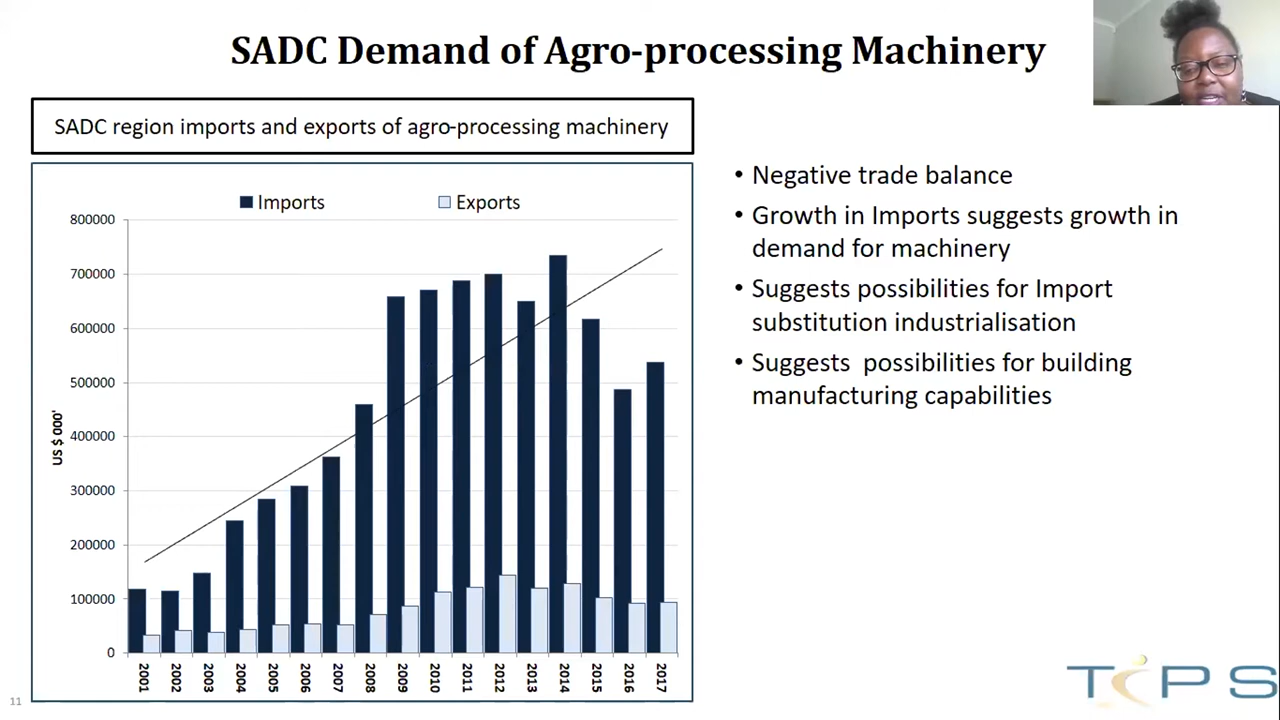 SADC Demand of Agro-processing Machinery
SADC region imports and exports of agro-processing machinery
Imports
Exports
800000
700000
600000
500000
400000
300000
200000
100000
0
US $ 000'
2001
2002
2003
2004
2005
2006
2007
2008
2009
2010
2011
2012
2013
2014
2015
2016
2017
• Negative trade balance
• Growth in Imports suggests growth in
demand for machinery
• Suggests possibilities for Import
substitution industrialisation
• Suggests  possibilities for building
manufacturing capabilities
11
TIPS